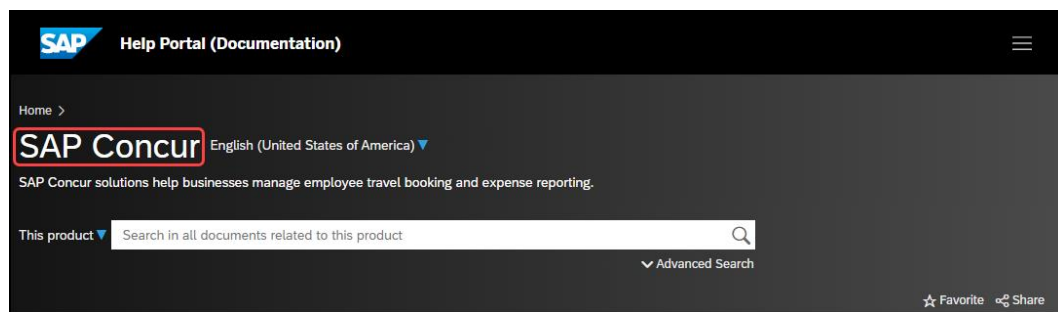 SAP Help Portal (Documentation)
Home >
SAP Concur English (United States of America)
SAP Concur solutions help businesses manage employee travel booking and expense reporting.
This product Search in all documents related to this product
Advanced Search
Favorite Share